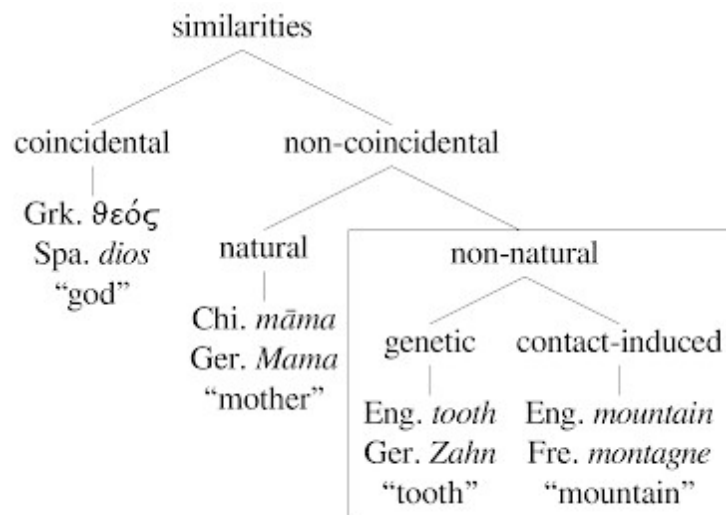 similarities
coincidental non-coincidental
Grk. ϑεός
Spa. dios
“god”
natural non-natural
Chi. māma
Ger. Mama
“mother”
genetic contact-induced
Eng. tooth Eng. mountain
Ger. Zahn Fre. montagne
“tooth” “mountain”